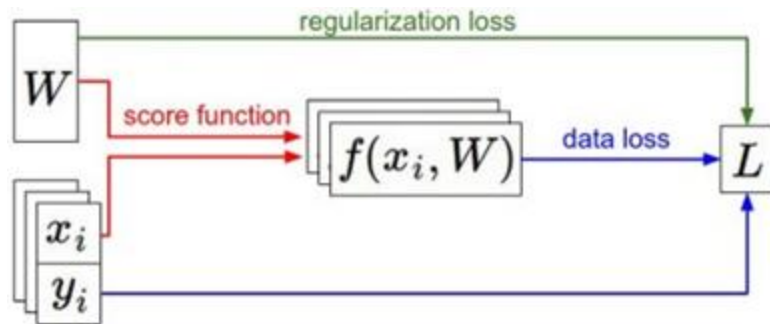 regularization loss
W
score function
f(x_i, W)
data loss
L
x_i
y_i